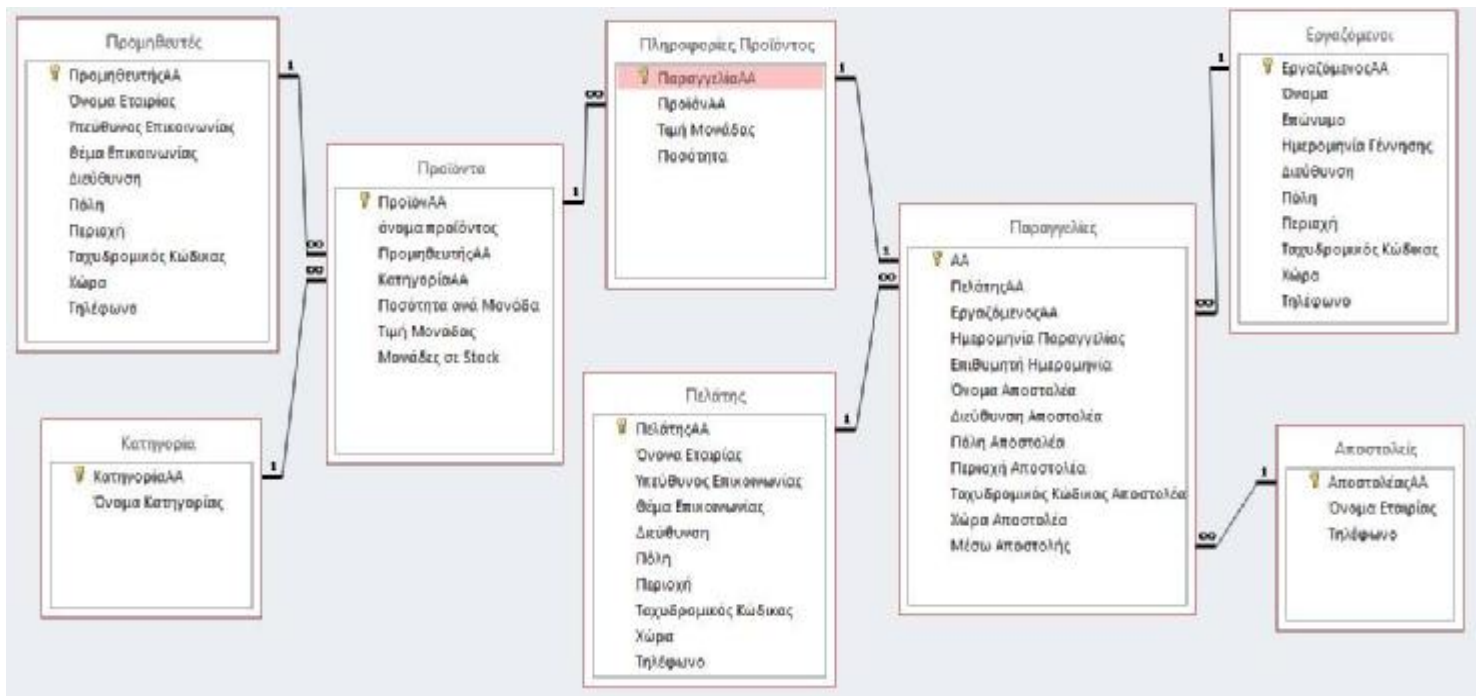 Προμηθευτές
ΠρομηθευτήςΑΑ
Όνομα Εταιρίας
Υπεύθυνος Επικοινωνίας
Θέμα Επικοινωνίας
Διεύθυνση
Πόλη
Περιοχή
Ταχυδρομικός Κώδικας
Χώρα
Τηλέφωνο
1
∞
Κατηγορία
ΚατηγορίαΑΑ
Όνομα Κατηγορίας
1
∞
Προϊόντα
ΠροϊόνΑΑ
όνομα προϊόντος
ΠρομηθευτήςΑΑ
ΚατηγορίαΑΑ
Ποσότητα ανά Μονάδα
Τιμή Μονάδας
Μονάδες σε Stock
1
∞
Πληροφορίες Προϊόντος
ΠαραγγελίαΑΑ
ΠροϊόνΑΑ
Τιμή Μονάδας
Ποσότητα
1
1
Πελάτης
ΠελάτηςΑΑ
Όνονα Εταιρίας
Υπεύθυνος Επικοινωνίας
Θέμα Επικοινωνίας
Διεύθυνση
Πόλη
Περιοχή
Ταχυδρομικός Κώδικας
Χώρα
Τηλέφωνο
1
∞
Παραγγελίες
ΑΑ
ΠελάτηςΑΑ
ΕργαζόμενοςΑΑ
Ημερομηνία Παραγγελίας
Επιθυμητή Ημερομηνία
Όνομα Αποστολέα
Διεύθυνση Αποστολέα
Πόλη Αποστολέα
Περιοχή Αποστολέα
Ταχυδρομικός Κώδικας Αποστολέα
Χώρα Αποστολέα
Μέσω Αποστολής
Εργαζόμενοι
ΕργαζόμενοςΑΑ
Όνομα
Επώνυμο
Ημερομηνία Γέννησης
Διεύθυνση
Πόλη
Περιοχή
Ταχυδρομικός Κώδικας
Χώρα
Τηλέφωνο
1
∞
Αποστολείς
ΑποστολέαςΑΑ
Όνομα Εταιρίας
Τηλέφωνο
1
∞